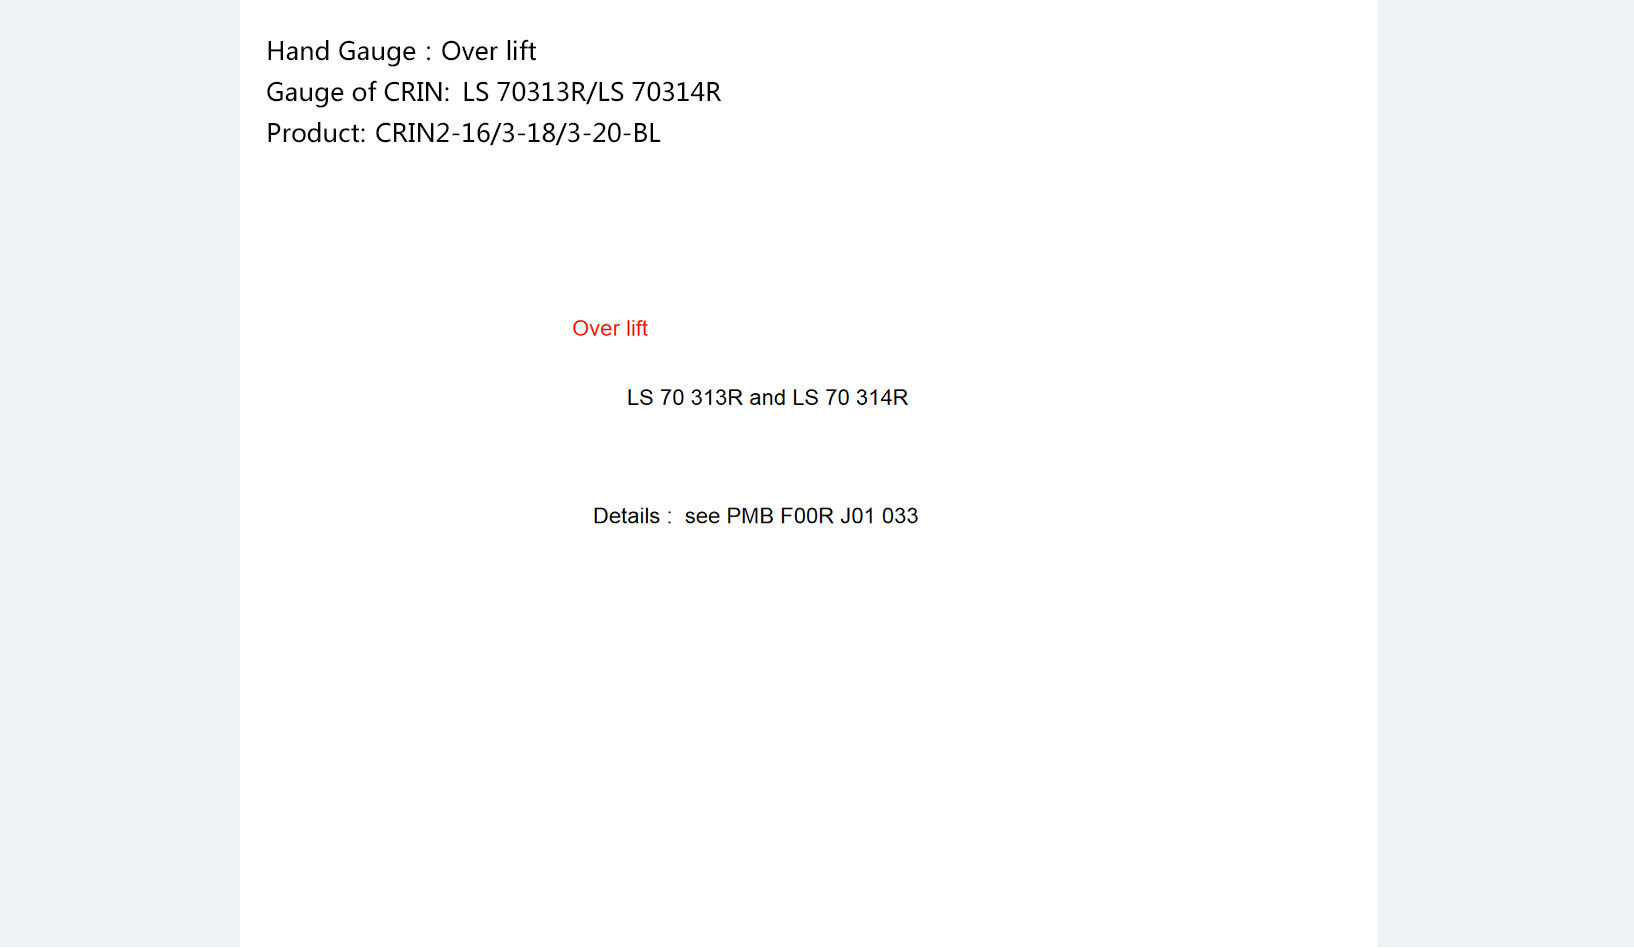 Hand Gauge : Over lift
Gauge of CRIN: LS 70313R/LS 70314R
Product: CRIN2-16/3-18/3-20-BL
Over lift
LS 70 313R and LS 70 314R
Details : see PMB F00R J01 033